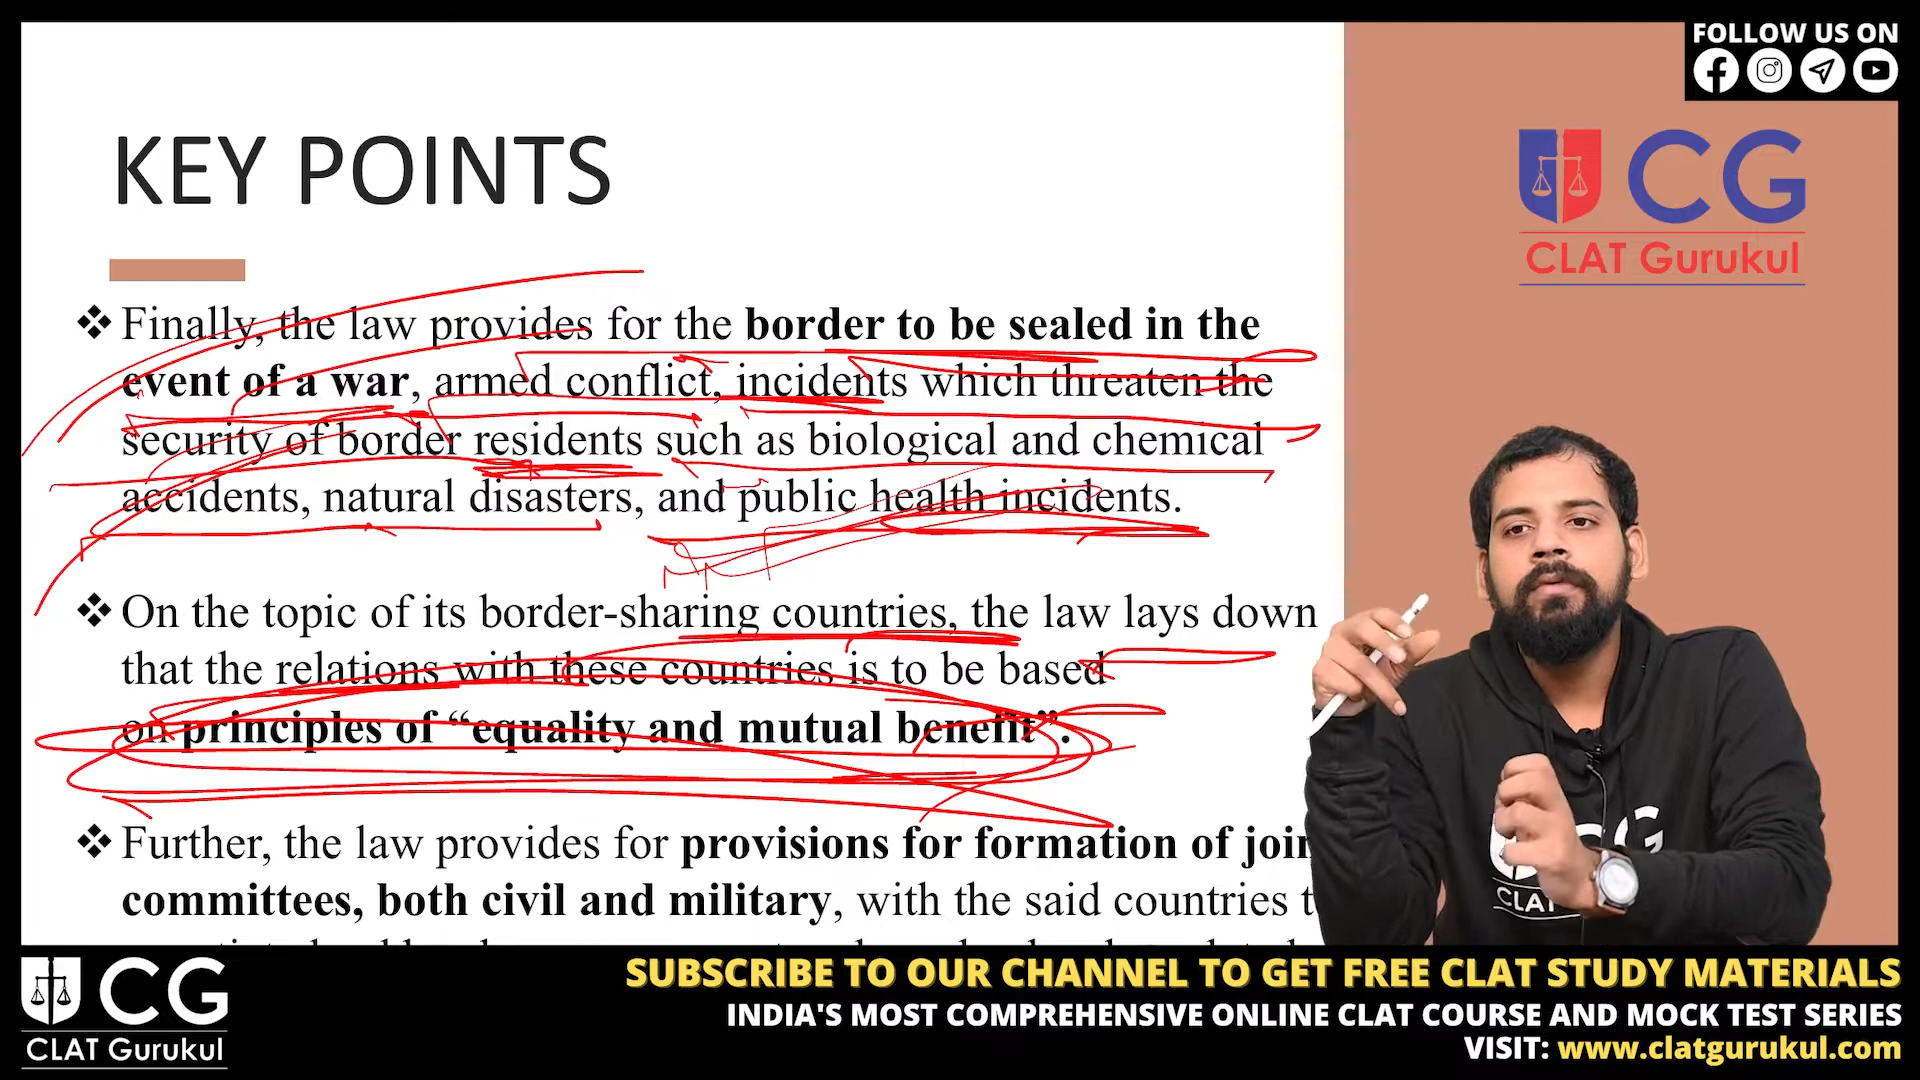 FOLLOW US ON
CG
CLAT Gurukul
KEY POINTS
❖ Finally, the law provides for the border to be sealed in the
event of a war, armed conflict, incidents which threaten the
security of border residents such as biological and chemical
accidents, natural disasters, and public health incidents.
❖ On the topic of its border-sharing countries, the law lays down
that the relations with these countries is to be based
on principles of “equality and mutual benefit”.
❖ Further, the law provides for provisions for formation of join
committees, both civil and military, with the said countries t
CG
CLA
CG
CLAT Gurukul
SUBSCRIBE TO OUR CHANNEL TO GET FREE CLAT STUDY MATERIALS
INDIA'S MOST COMPREHENSIVE ONLINE CLAT COURSE AND MOCK TEST SERIES
VISIT: www.clatgurukul.com